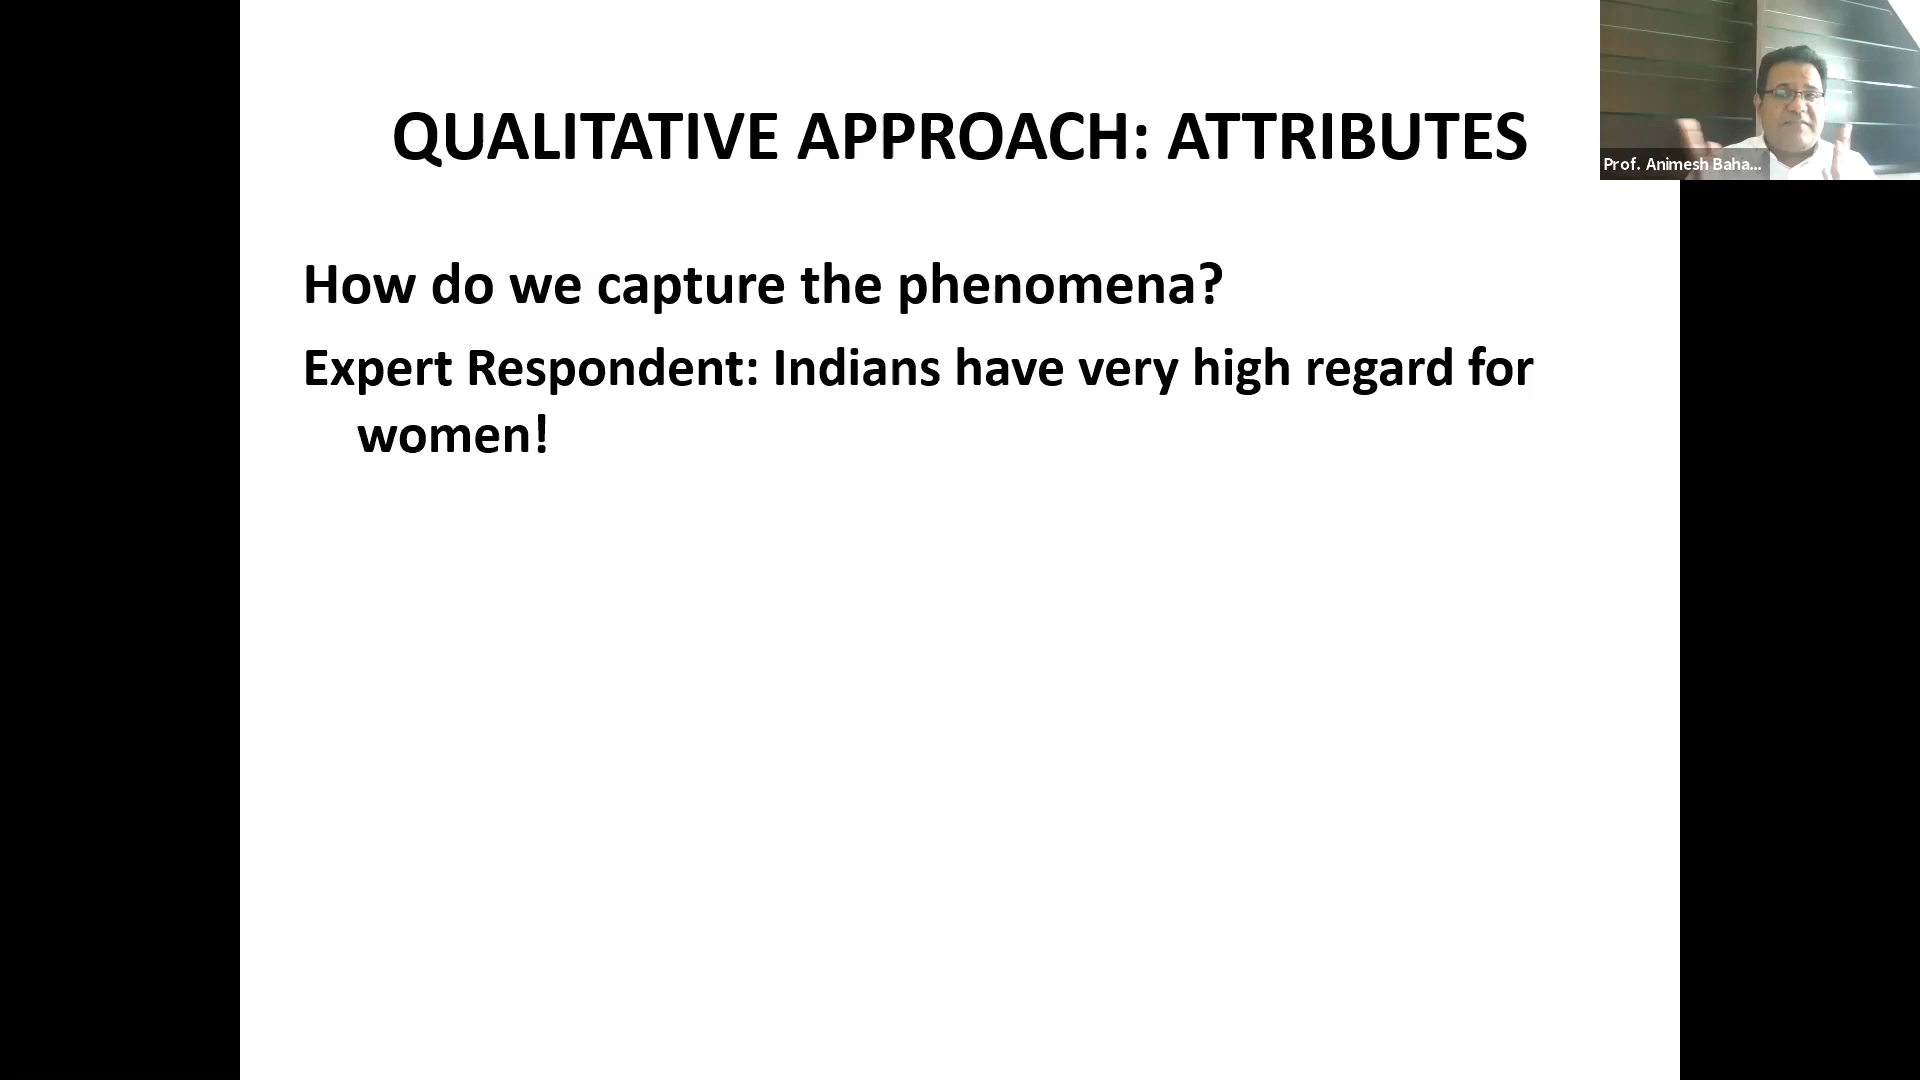 QUALITATIVE APPROACH: ATTRIBUTES
Prof. Animesh Baha...
How do we capture the phenomena?
Expert Respondent: Indians have very high regard for
women!